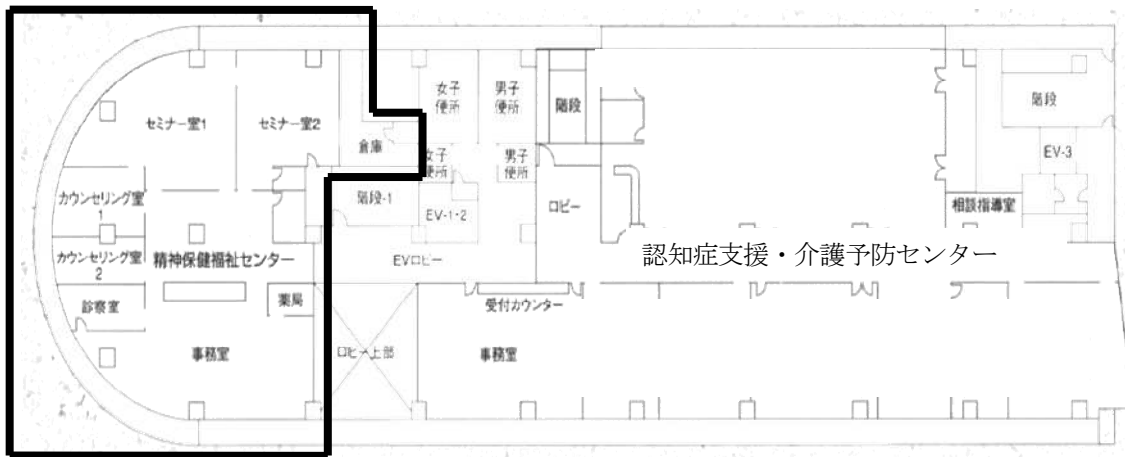 女子
便所
男子
便所
階段
階段
セミナー室1
セミナー室2
倉庫
女子
便所
男子
便所
EV-3
カウンセリング室
1
階段-1
EV-1・2
ロビー
相談指導室
カウンセリング室
2
精神保健福祉センター
EVロビー
認知症支援・介護予防センター
診察室
薬局
受付カウンター
事務室
ロビー上部
事務室